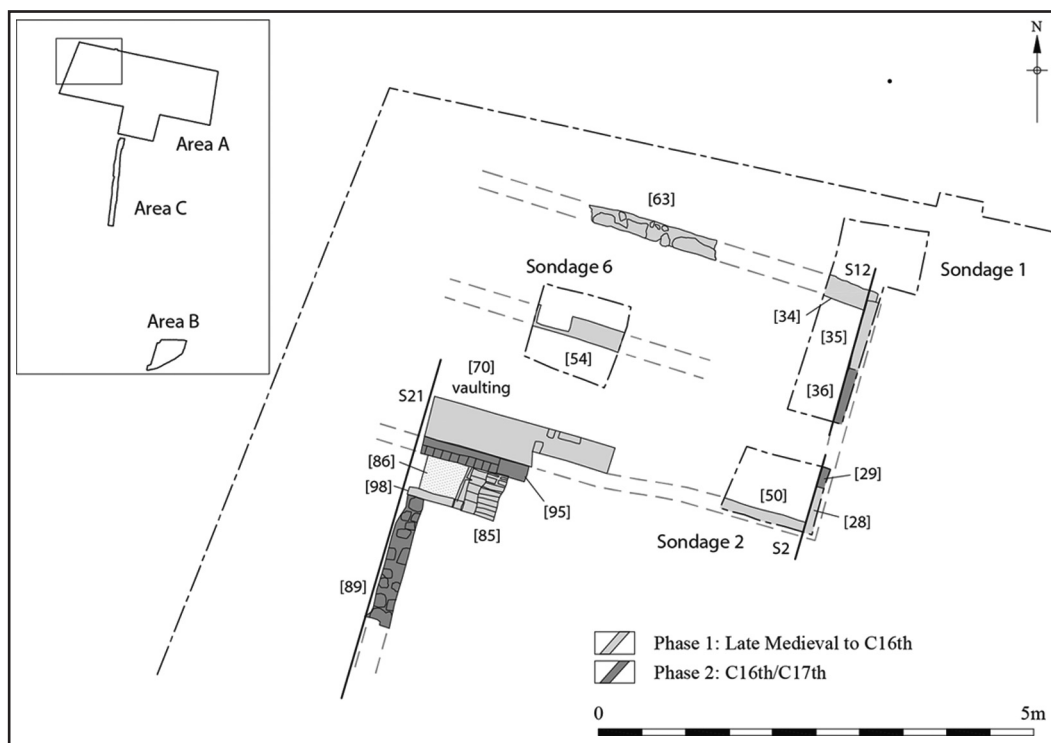 Area A
Area C
Area B
N
[63]
Sondage 6
S12
Sondage 1
[34]
[35]
[54]
[36]
[70]
vaulting
S21
[86]
[98]
[95]
[85]
[50]
[29]
[28]
Sondage 2
S2
[89]
Phase 1: Late Medieval to C16th
Phase 2: C16th/C17th
0
5m